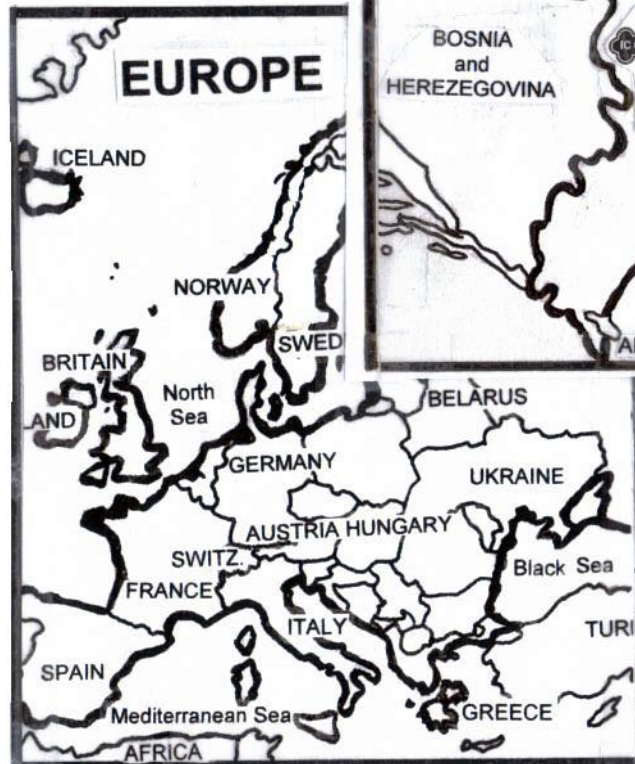 EUROPE
BOSNIA
and
HEREZEGOVINA
IC
ICELAND
NORWAY
SWED
BRITAIN
North
Sea
AND
BELARUS
GERMANY
UKRAINE
AUSTRIA HUNGARY
SWITZ.
Black Sea
FRANCE
ITALY
TURI
SPAIN
Mediterranean Sea
GREECE
AFRICA